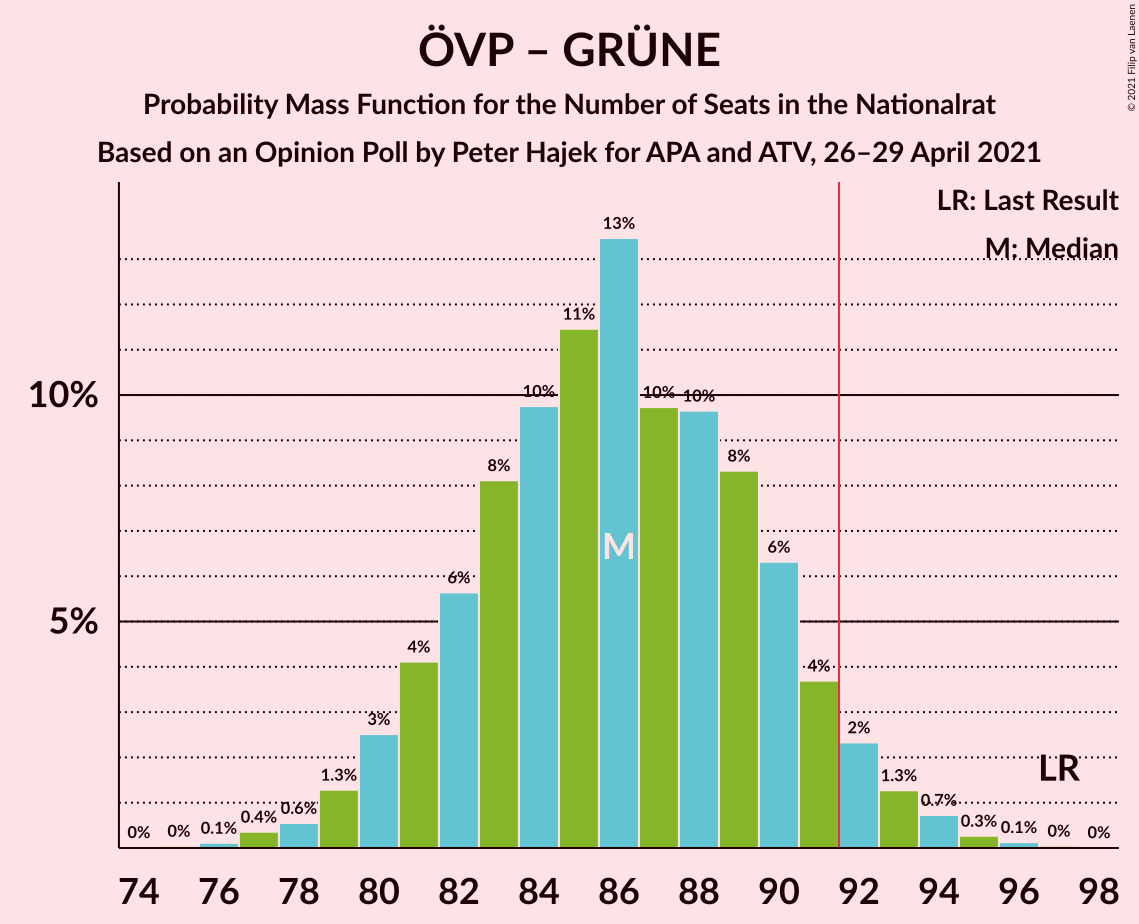 ÖVP – GRÜNE
Probability Mass Function for the Number of Seats in the Nationalrat
Based on an Opinion Poll by Peter Hajek for APA and ATV, 26–29 April 2021
© 2021 Filip van Laenen
LR: Last Result
M: Median
10%
5%
0% 0% 0.1% 0.4% 0.6% 1.3% 3% 4% 6% 8% 10% 11% 13% 10% 10% 8% 6% 4% 2% 1.3% 0.7% 0.3% 0.1% 0% 0%
M
LR
74 76 78 80 82 84 86 88 90 92 94 96 98